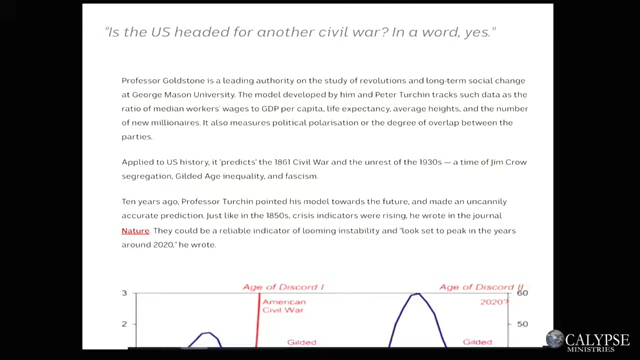 "Is the US headed for another civil war? In a word, yes."
Professor Goldstone is a leading authority on the study of revolutions and long-term social change
at George Mason University. The model developed by him and Peter Turchin tracks such data as the
ratio of median workers' wages to GDP per capita, life expectancy, average heights, and the number
of new millionaires. It also measures political polarisation or the degree of overlap between the
parties.
Applied to US history, it 'predicts' the 1861 Civil War and the unrest of the 1930s — a time of Jim Crow
segregation, Gilded Age inequality, and fascism.
Ten years ago, Professor Turchin pointed his model towards the future, and made an uncannily
accurate prediction. Just like in the 1850s, crisis indicators were rising, he wrote in the journal
Nature. They could be a reliable indicator of looming instability and "look set to peak in the years
around 2020," he wrote.
Age of Discord I
Age of Discord II
3
American
Civil War
2020?
60
2
50
Gilded
Gilded
CALYPSE
MINISTRIES